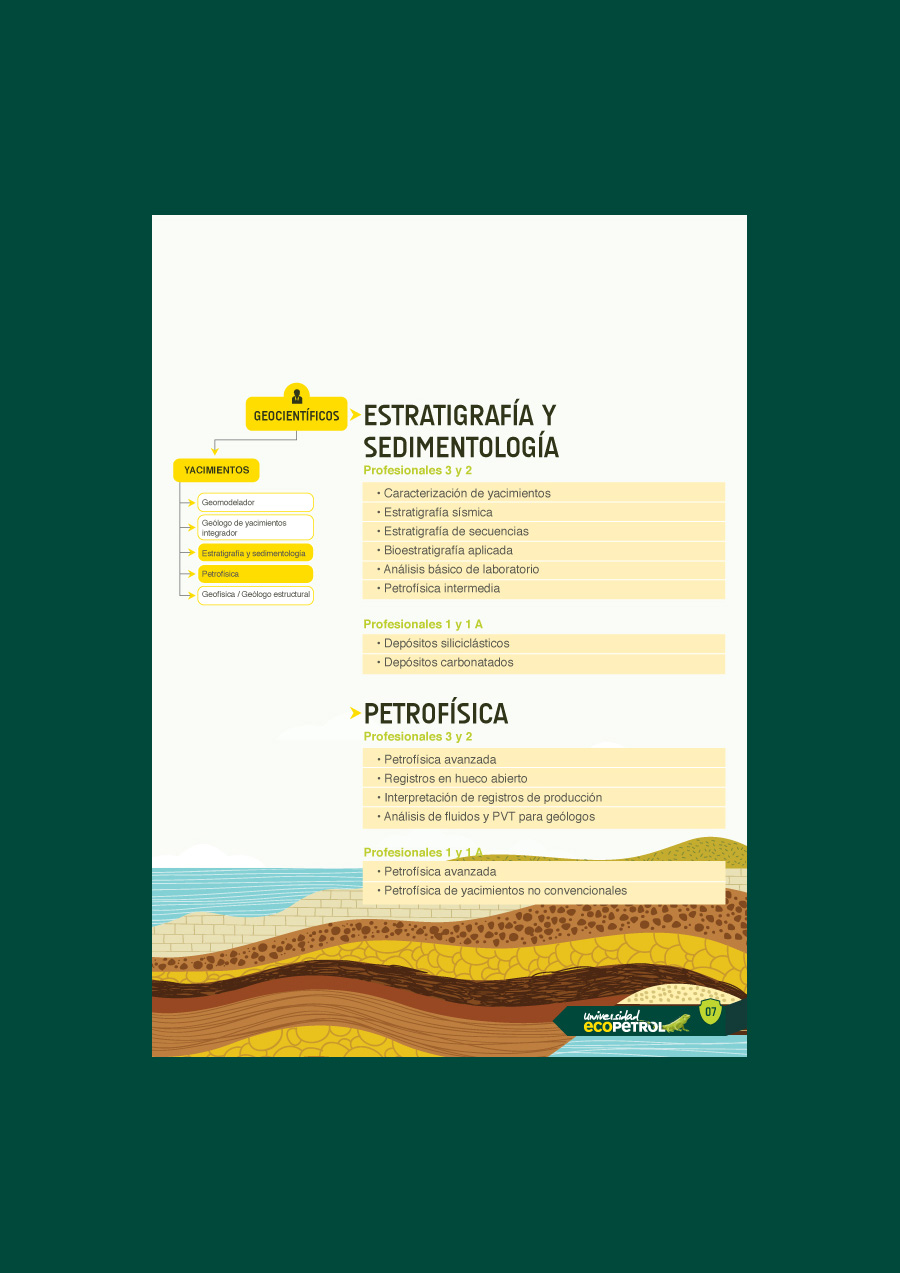 GEOCIENTÍFICOS
YACIMIENTOS
Geomodelador
Geólogo de yacimientos
integrador
Estratigrafía y sedimentología
Petrofísica
Geofísica / Geólogo estructural
ESTRATIGRAFÍA Y
SEDIMENTOLOGÍA
Profesionales 3 y 2
• Caracterización de yacimientos
• Estratigrafía sísmica
• Estratigrafía de secuencias
• Bioestratigrafía aplicada
• Análisis básico de laboratorio
• Petrofísica intermedia
Profesionales 1 y 1 A
• Depósitos siliciclásticos
• Depósitos carbonatados
PETROFÍSICA
Profesionales 3 y 2
• Petrofísica avanzada
• Registros en hueco abierto
• Interpretación de registros de producción
• Análisis de fluidos y PVT para geólogos
Profesionales 1 y 1 A
• Petrofísica avanzada
• Petrofísica de yacimientos no convencionales
universidad
ECOPETROL
07